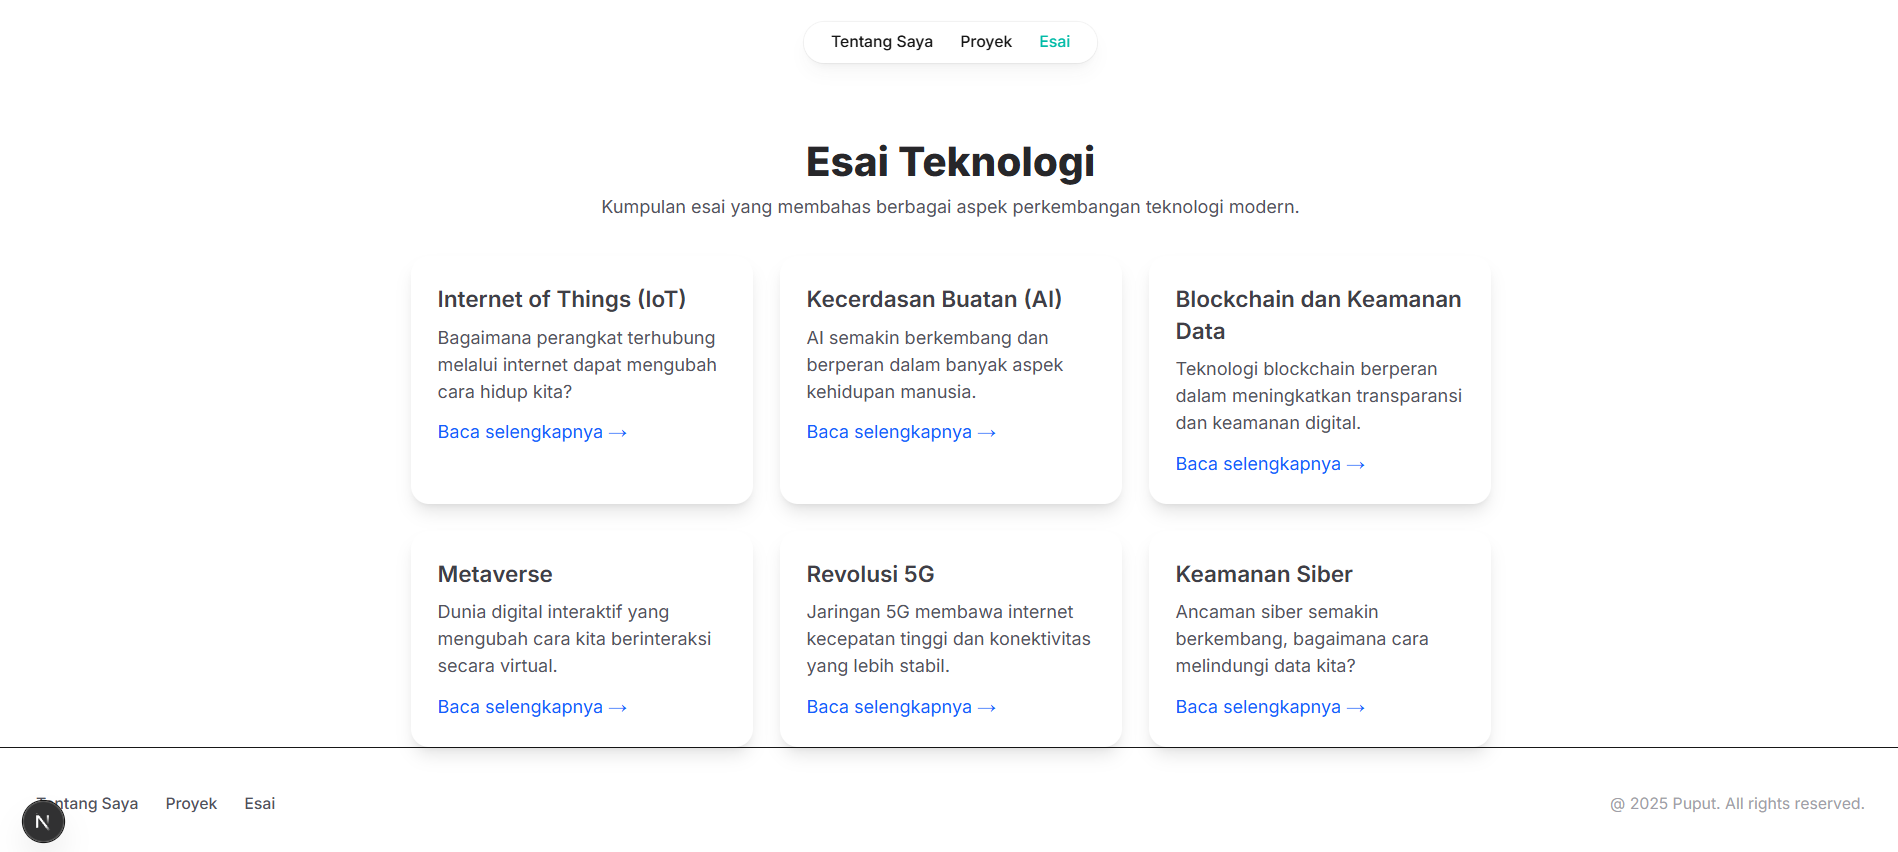 Tentang Saya Proyek Esai
Esai Teknologi
Kumpulan esai yang membahas berbagai aspek perkembangan teknologi modern.
Internet of Things (IoT)
Bagaimana perangkat terhubung
melalui internet dapat mengubah
cara hidup kita?
Baca selengkapnya →
Kecerdasan Buatan (AI)
AI semakin berkembang dan
berperan dalam banyak aspek
kehidupan manusia.
Baca selengkapnya →
Blockchain dan Keamanan
Data
Teknologi blockchain berperan
dalam meningkatkan transparansi
dan keamanan digital.
Baca selengkapnya →
Metaverse
Dunia digital interaktif yang
mengubah cara kita berinteraksi
secara virtual.
Baca selengkapnya →
Revolusi 5G
Jaringan 5G membawa internet
kecepatan tinggi dan konektivitas
yang lebih stabil.
Baca selengkapnya →
Keamanan Siber
Ancaman siber semakin
berkembang, bagaimana cara
melindungi data kita?
Baca selengkapnya →
Tentang Saya Proyek Esai
N
@ 2025 Puput. All rights reserved.